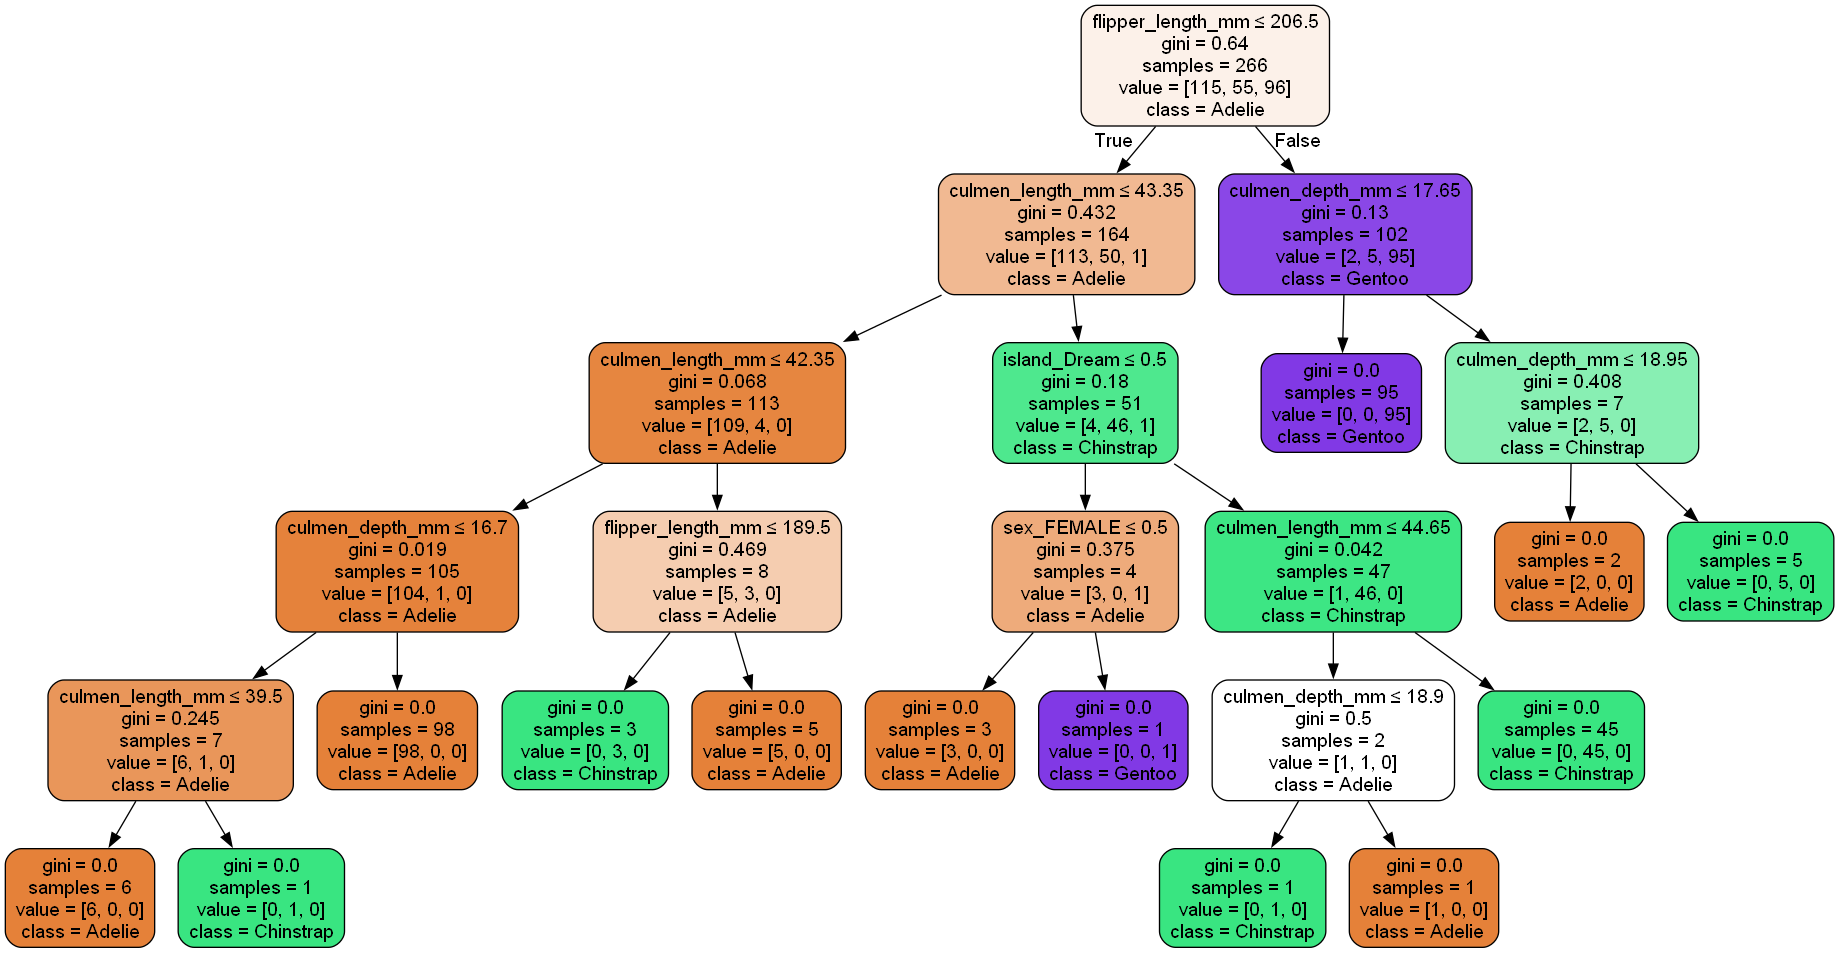 flipper_length_mm ≤ 206.5
gini = 0.64
samples = 266
value = [115, 55, 96]
class = Adelie
True
False
culmen_length_mm ≤ 43.35
gini = 0.432
samples = 164
value = [113, 50, 1]
class = Adelie
culmen_depth_mm ≤ 17.65
gini = 0.13
samples = 102
value = [2, 5, 95]
class = Gentoo
culmen_length_mm ≤ 42.35
gini = 0.068
samples = 113
value = [109, 4, 0]
class = Adelie
island_Dream ≤ 0.5
gini = 0.18
samples = 51
value = [4, 46, 1]
class = Chinstrap
gini = 0.0
samples = 95
value = [0, 0, 95]
class = Gentoo
culmen_depth_mm ≤ 18.95
gini = 0.408
samples = 7
value = [2, 5, 0]
class = Chinstrap
culmen_depth_mm ≤ 16.7
gini = 0.019
samples = 105
value = [104, 1, 0]
class = Adelie
flipper_length_mm ≤ 189.5
gini = 0.469
samples = 8
value = [5, 3, 0]
class = Adelie
sex_FEMALE ≤ 0.5
gini = 0.375
samples = 4
value = [3, 0, 1]
class = Adelie
culmen_length_mm ≤ 44.65
gini = 0.042
samples = 47
value = [1, 46, 0]
class = Chinstrap
gini = 0.0
samples = 2
value = [2, 0, 0]
class = Adelie
gini = 0.0
samples = 5
value = [0, 5, 0]
class = Chinstrap
culmen_length_mm ≤ 39.5
gini = 0.245
samples = 7
value = [6, 1, 0]
class = Adelie
gini = 0.0
samples = 98
value = [98, 0, 0]
class = Adelie
gini = 0.0
samples = 3
value = [0, 3, 0]
class = Chinstrap
gini = 0.0
samples = 5
value = [5, 0, 0]
class = Adelie
gini = 0.0
samples = 3
value = [3, 0, 0]
class = Adelie
gini = 0.0
samples = 1
value = [0, 0, 1]
class = Gentoo
culmen_depth_mm ≤ 18.9
gini = 0.5
samples = 2
value = [1, 1, 0]
class = Adelie
gini = 0.0
samples = 45
value = [0, 45, 0]
class = Chinstrap
gini = 0.0
samples = 6
value = [6, 0, 0]
class = Adelie
gini = 0.0
samples = 1
value = [0, 1, 0]
class = Chinstrap
gini = 0.0
samples = 1
value = [0, 1, 0]
class = Chinstrap
gini = 0.0
samples = 1
value = [1, 0, 0]
class = Adelie